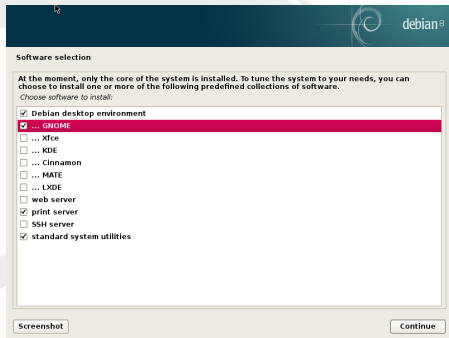 debian 8
Software selection
At the moment, only the core of the system is installed. To tune the system to your needs, you can
choose to install one or more of the following predefined collections of software.
Choose software to install:
Debian desktop environment
... GNOME
... Xfce
... KDE
... Cinnamon
... MATE
... LXDE
web server
print server
SSH server
standard system utilities
Screenshot
Continue